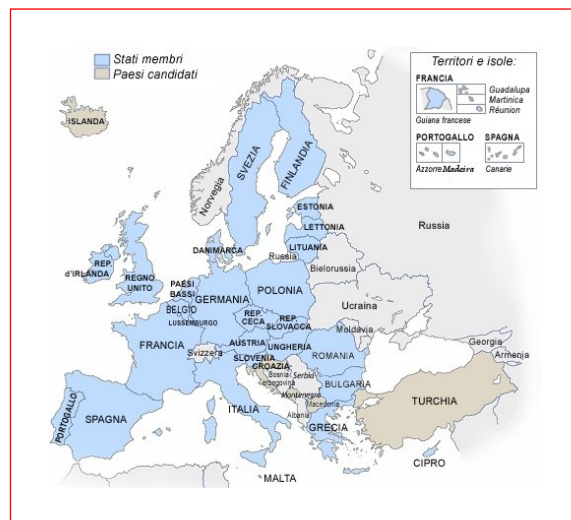 Stati membri
Paesi candidati
Territori e isole:
FRANCIA
Guadalupa
Martinica
Réunion
Guiana francese
PORTOGALLO
SPAGNA
Azzorre
Madeira
Canarie
ISLANDA
SVEZIA
FINLANDIA
Norvegia
Russia
ESTONIA
LETTONIA
LITUANIA
DANIMARCA
Russia
Bielorussia
REP.
d'IRLANDA
REGNO
UNITO
PAESI
BASSI
BELGIO
LUSSEMBURGO
GERMANIA
POLONIA
Ucraina
REP.
CECA
REP.
SLOVACCA
Moldavia
FRANCIA
Svizzera
AUSTRIA
UNGHERIA
SLOVENIA
CROAZIA
ROMANIA
Georgia
Armenia
Bosnia
Erzegovina
Serbia
Montenegro
BULGARIA
Macedonia
Albania
PORTOGALLO
SPAGNA
ITALIA
GRECIA
TURCHIA
MALTA
CIPRO